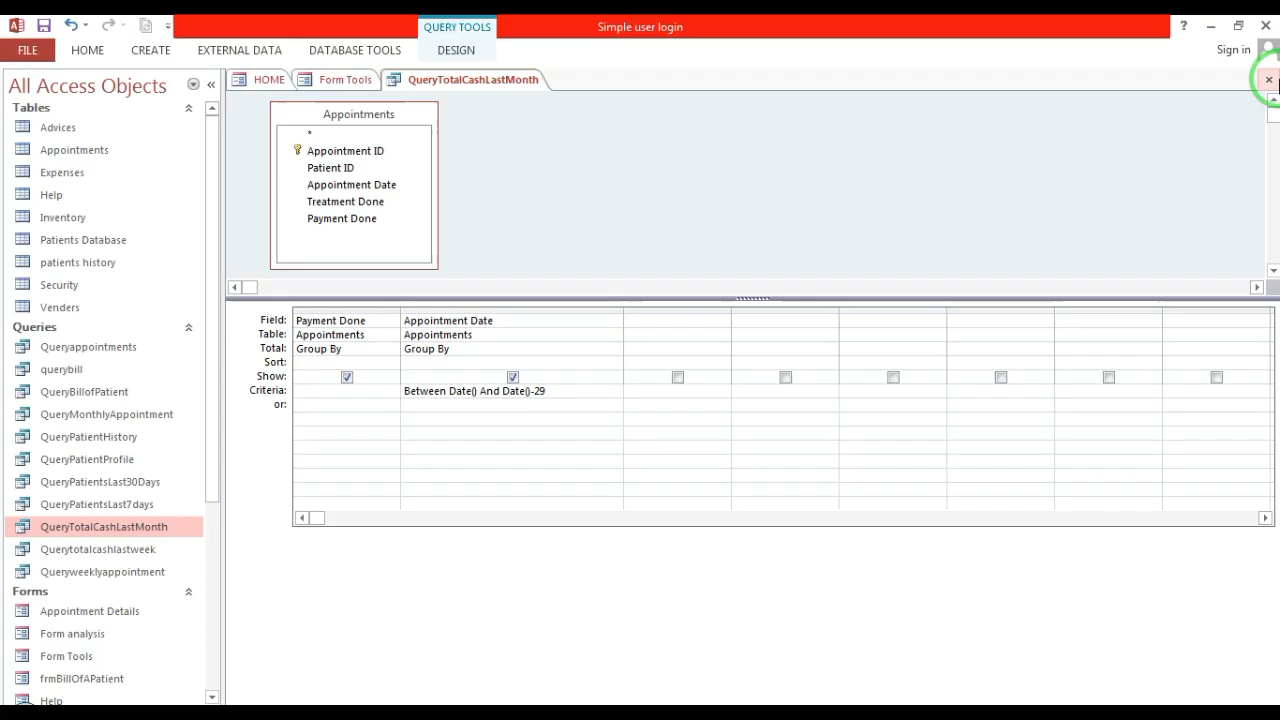 QUERY TOOLS
Simple user login
?
FILE
HOME
CREATE
EXTERNAL DATA
DATABASE TOOLS
DESIGN
Sign in
All Access Objects
HOME
Form Tools
QueryTotalCashLastMonth
Tables
Advices
Appointments
Expenses
Help
Inventory
Patients Database
patients history
Security
Venders
Queries
Queryappointments
querybill
QueryBillofPatient
QueryMonthlyAppointment
QueryPatientHistory
QueryPatientProfile
QueryPatientsLast30Days
QueryPatientsLast7days
QueryTotalCashLastMonth
Querytotalcashlastweek
Queryweeklyappointment
Forms
Appointment Details
Form analysis
Form Tools
frmBillOfAPatient
Help
Appointments
*
Appointment ID
Patient ID
Appointment Date
Treatment Done
Payment Done
Field: Payment Done Appointment Date
Table: Appointments Appointments
Total: Group By Group By
Sort:
Show:
Criteria: Between Date() And Date()-29
or: